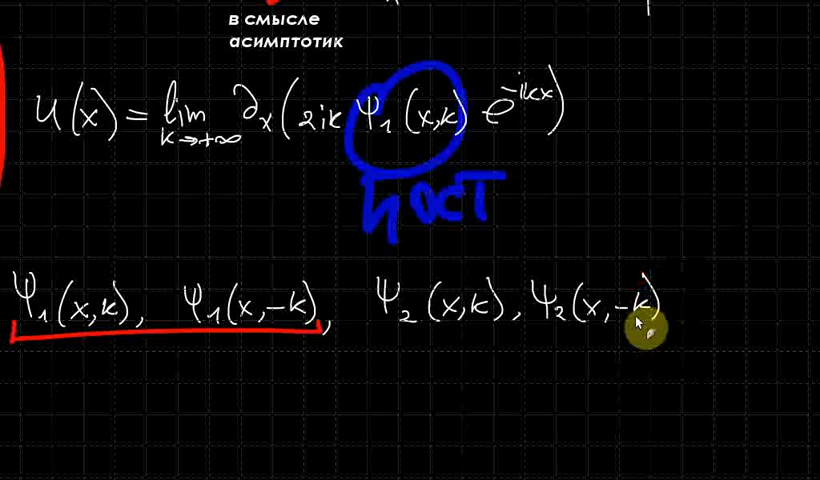 в смысле
асимптотик
u(x) = lim ∂ₓ(2ik ψ₁(x,k) e^{-ikx})
k→+∞
ψ₁(x,k), ψ₁(x,-k), ψ₂(x,k), ψ₂(x,-k)